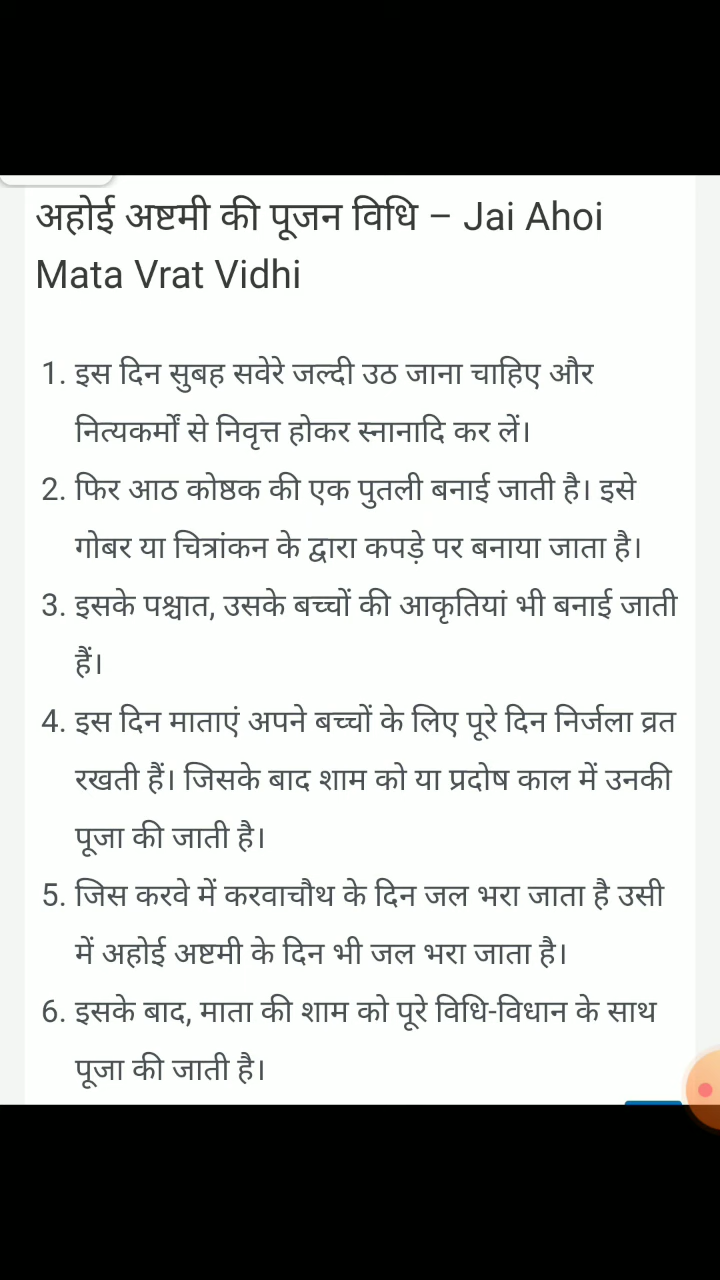 अहोई अष्टमी की पूजन विधि – Jai Ahoi
Mata Vrat Vidhi
1. इस दिन सुबह सवेरे जल्दी उठ जाना चाहिए और
नित्यकर्मों से निवृत्त होकर स्नानादि कर लें।
2. फिर आठ कोष्ठक की एक पुतली बनाई जाती है। इसे
गोबर या चित्रांकन के द्वारा कपड़े पर बनाया जाता है।
3. इसके पश्चात, उसके बच्चों की आकृतियां भी बनाई जाती
हैं।
4. इस दिन माताएं अपने बच्चों के लिए पूरे दिन निर्जला व्रत
रखती हैं। जिसके बाद शाम को या प्रदोष काल में उनकी
पूजा की जाती है।
5. जिस करवे में करवाचौथ के दिन जल भरा जाता है उसी
में अहोई अष्टमी के दिन भी जल भरा जाता है।
6. इसके बाद, माता की शाम को पूरे विधि-विधान के साथ
पूजा की जाती है।